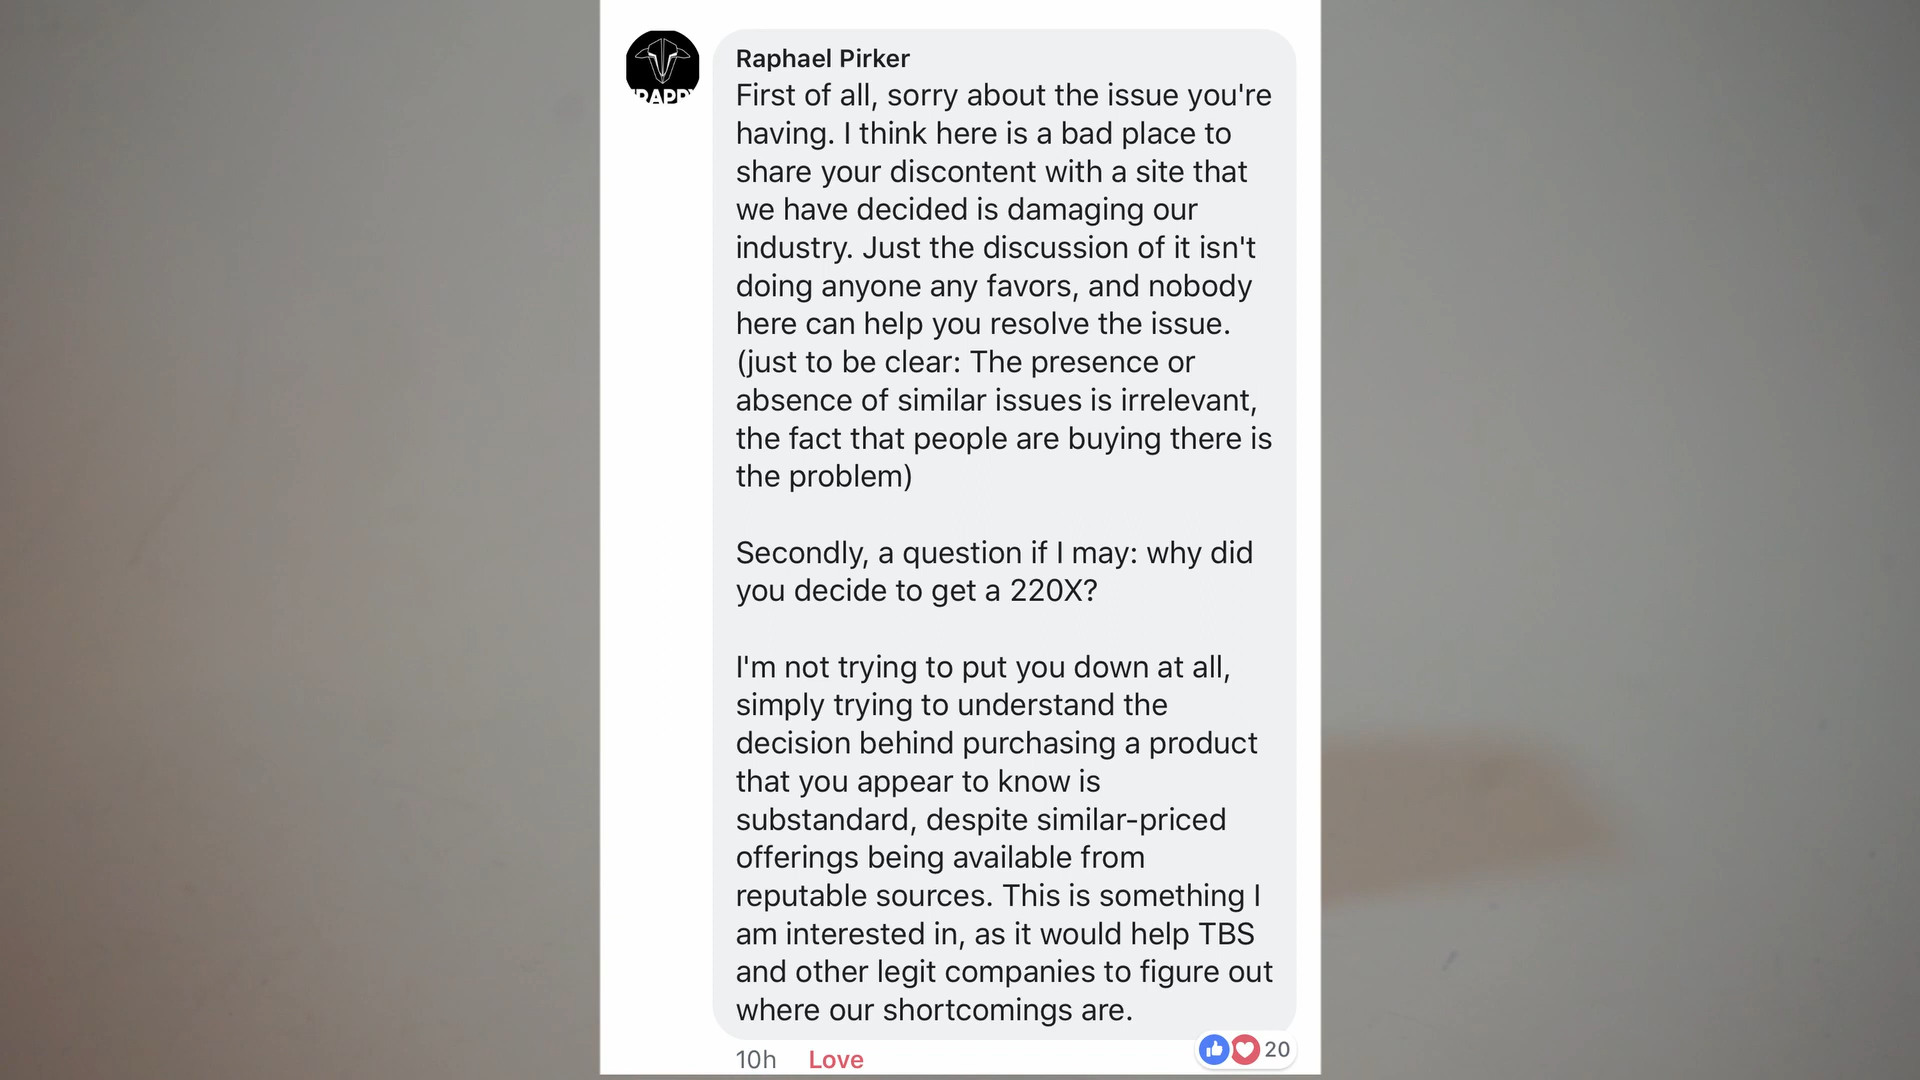 Raphael Pirker
First of all, sorry about the issue you're
having. I think here is a bad place to
share your discontent with a site that
we have decided is damaging our
industry. Just the discussion of it isn't
doing anyone any favors, and nobody
here can help you resolve the issue.
(just to be clear: The presence or
absence of similar issues is irrelevant,
the fact that people are buying there is
the problem)
Secondly, a question if I may: why did
you decide to get a 220X?
I'm not trying to put you down at all,
simply trying to understand the
decision behind purchasing a product
that you appear to know is
substandard, despite similar-priced
offerings being available from
reputable sources. This is something I
am interested in, as it would help TBS
and other legit companies to figure out
where our shortcomings are.
10h Love 20